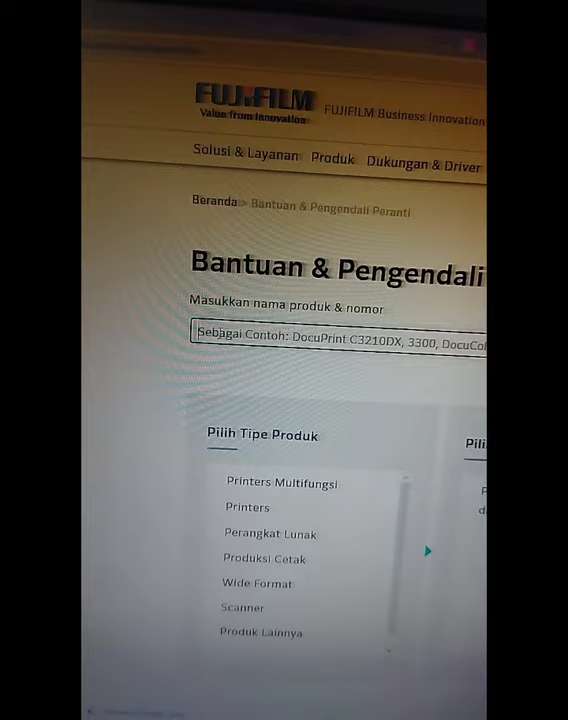 FUJIFILM
Value from Innovation
FUJIFILM Business Innovation
Solusi & Layanan Produk Dukungan & Driver
Beranda > Bantuan & Pengendali Peranti
Bantuan & Pengendali
Masukkan nama produk & nomor
Sebagai Contoh: DocuPrint C3210DX, 3300, DocuCo
Pilih Tipe Produk
Pili
Printers Multifungsi
Printers
Perangkat Lunak
Produksi Cetak
Wide Format
Scanner
Produk Lainnya